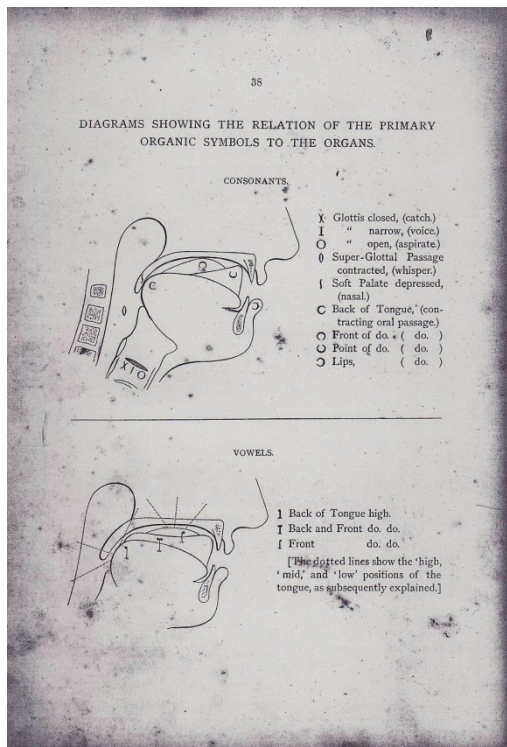 38
DIAGRAMS SHOWING THE RELATION OF THE PRIMARY
ORGANIC SYMBOLS TO THE ORGANS.
CONSONANTS.
Glottis closed, (catch.)
I " narrow, (voice.)
O " open, (aspirate.)
Super-Glottal Passage
contracted, (whisper.)
Soft Palate depressed,
(nasal.)
C Back of Tongue, (con-
tracting oral passage.)
Front of do. ( do. )
Point of do. ( do. )
Ɔ Lips, ( do. )
X I O
VOWELS.
Back of Tongue high.
Back and Front do. do.
Front do. do.
[The dotted lines show the 'high,
'mid,' and 'low' positions of the
tongue, as subsequently explained.]